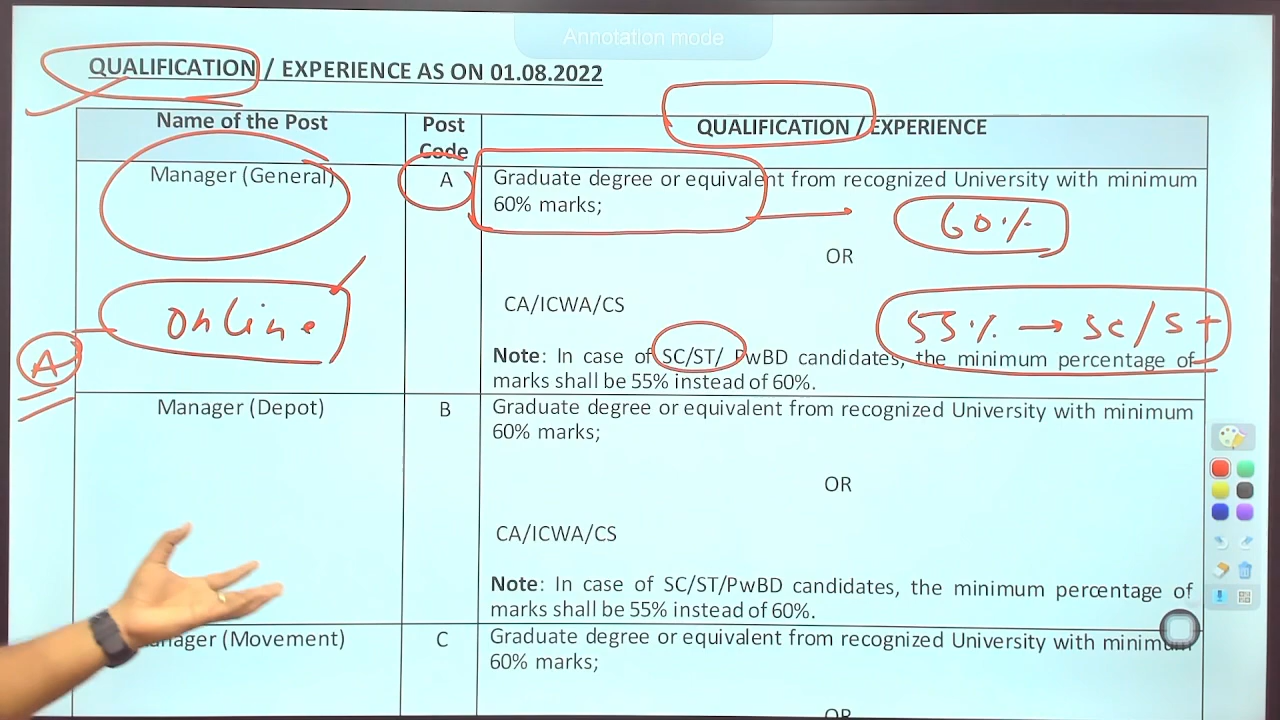 Annotation mode
QUALIFICATION / EXPERIENCE AS ON 01.08.2022
Name of the Post
Post
Code
QUALIFICATION / EXPERIENCE
Manager (General)
A
Graduate degree or equivalent from recognized University with minimum
60% marks;
60%
OR
CA/ICWA/CS
online
55% → SC/ST
A
Note: In case of SC/ST/ PwBD candidates, the minimum percentage of
marks shall be 55% instead of 60%.
Manager (Depot)
B
Graduate degree or equivalent from recognized University with minimum
60% marks;
OR
CA/ICWA/CS
Note: In case of SC/ST/PwBD candidates, the minimum percentage of
marks shall be 55% instead of 60%.
(Movement)
C
Graduate degree or equivalent from recognized University with minimum
60% marks;
OR